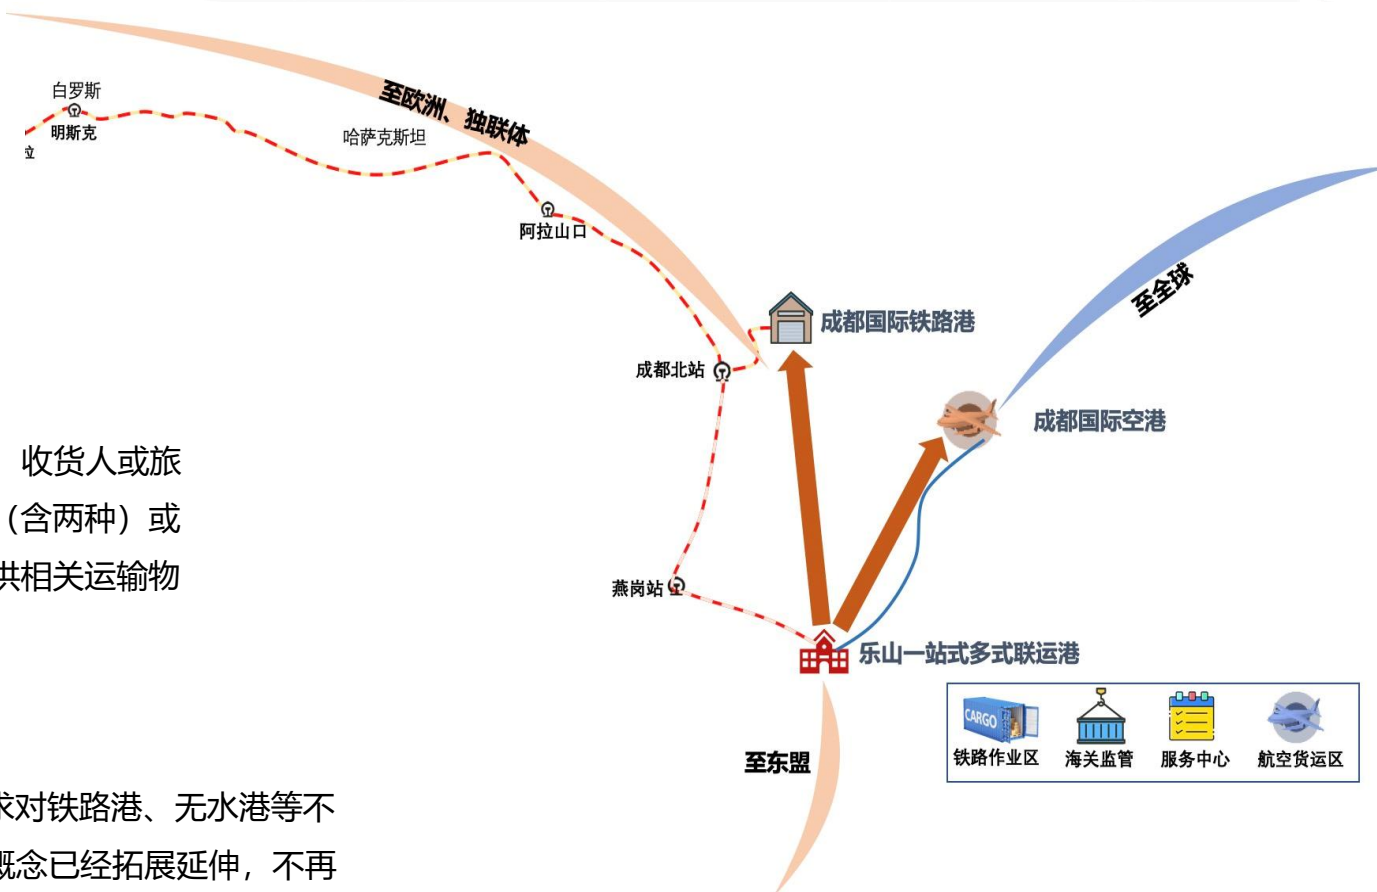 白罗斯
明斯克
拉
哈萨克斯坦
至欧洲、独联体
阿拉山口
至全球
成都国际铁路港
成都北站
成都国际空港
收货人或旅
（含两种）或
供相关运输物
燕岗站
乐山一站式多式联运港
CARGO
铁路作业区
海关监管
服务中心
航空货运区
至东盟
求对铁路港、无水港等不
概念已经拓展延伸，不再